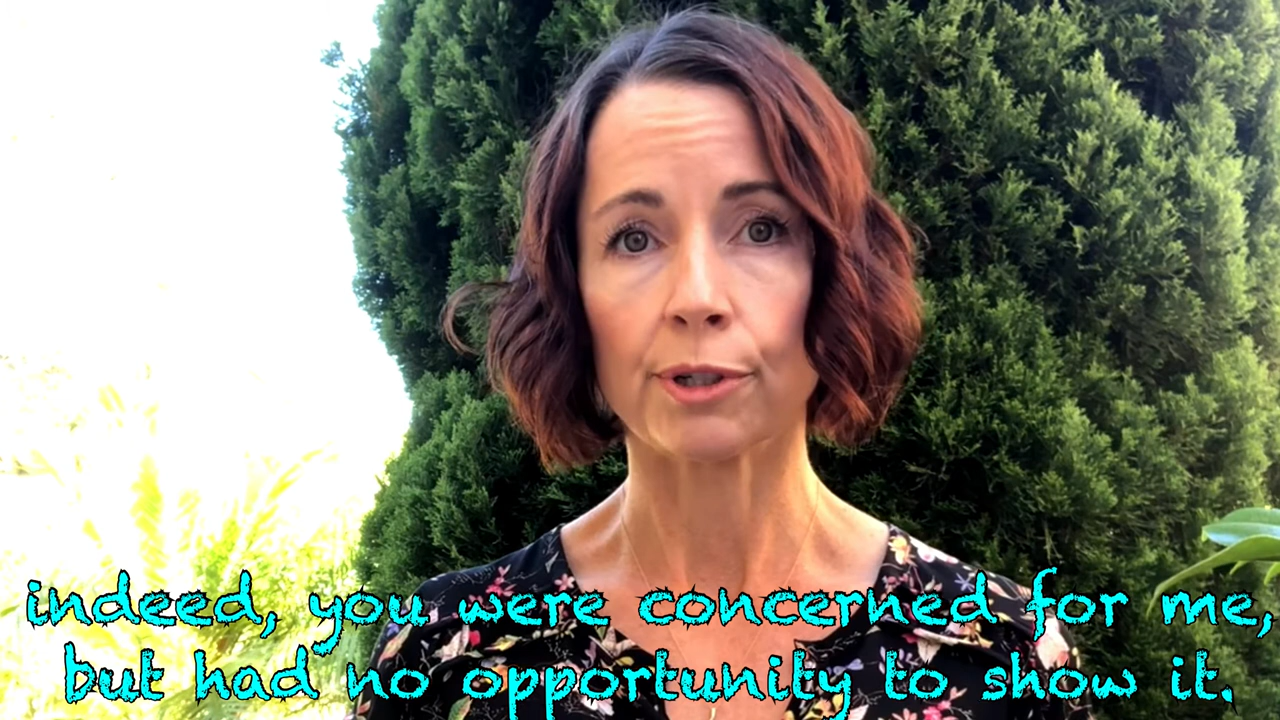 indeed, you were concerned for me,
but had no opportunity to show it.